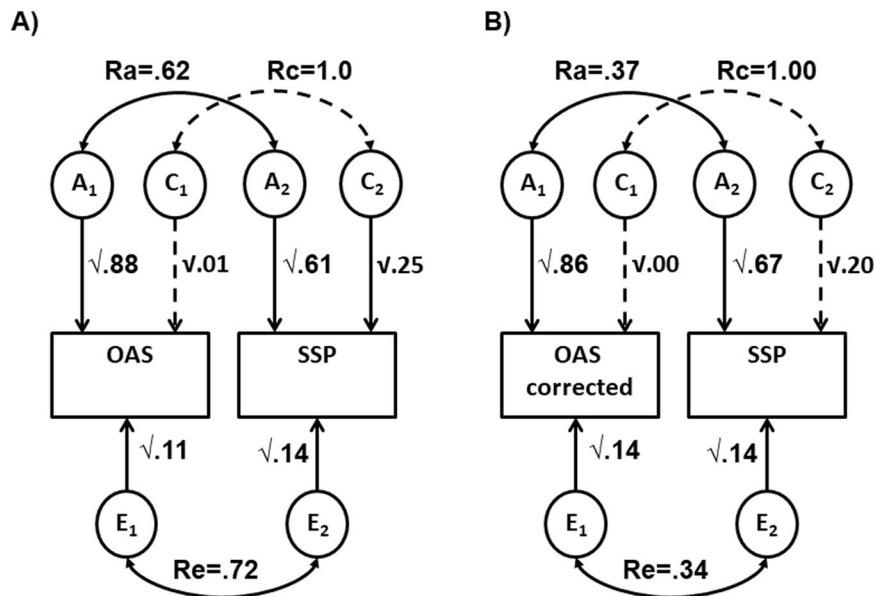 A) B)
Ra=.62 Rc=1.0 Ra=.37 Rc=1.00
A1 C1 A2 C2 A1 C1 A2 C2
√.88 √.01 √.61 √.25 √.86 √.00 √.67 √.20
OAS SSP OAS SSP
corrected
√.11 √.14 √.14 √.14
E1 E2 E1 E2
Re=.72 Re=.34